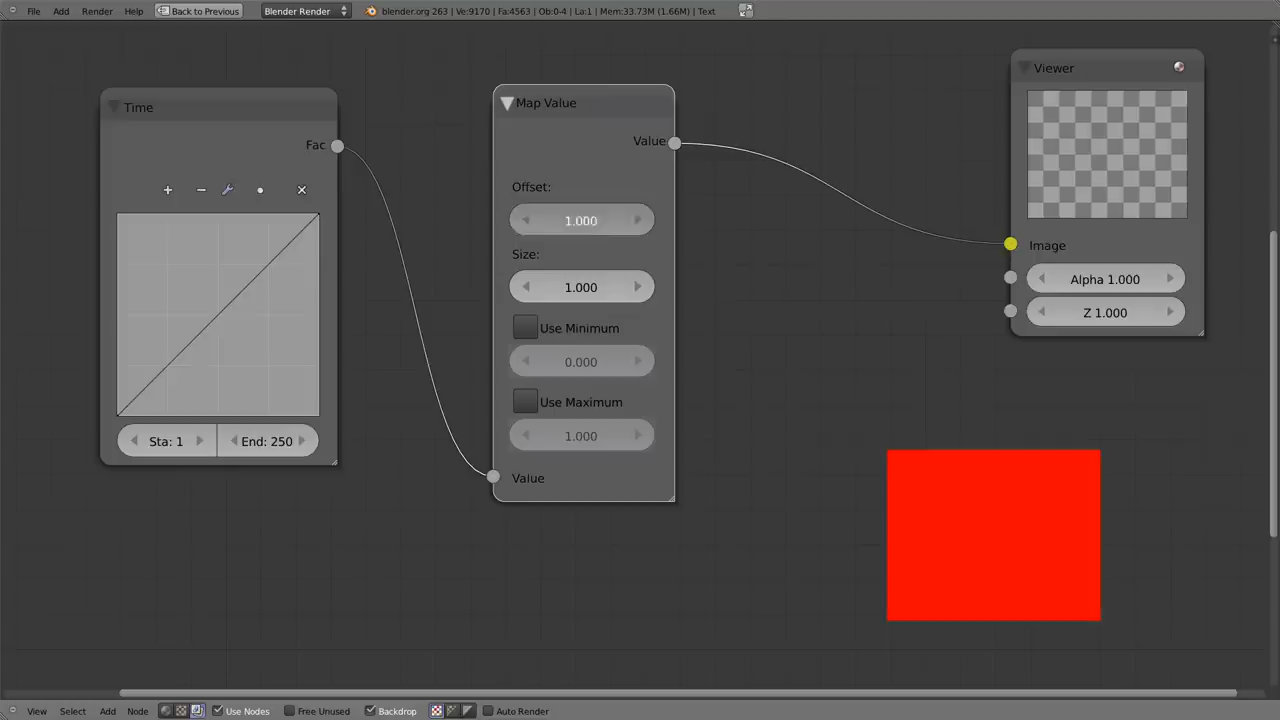 File Add Render Help Back to Previous Blender Render blender.org 263 | Ve:9170 | Fa:4563 | Ob:0-4 | La:1 | Mem:33.73M (1.66M) | Text
Time
Fac
Sta: 1 End: 250
Map Value
Value
Offset:
1.000
Size:
1.000
Use Minimum
0.000
Use Maximum
1.000
Value
Viewer
Image
Alpha 1.000
Z 1.000
View Select Add Node Use Nodes Free Unused Backdrop Auto Render